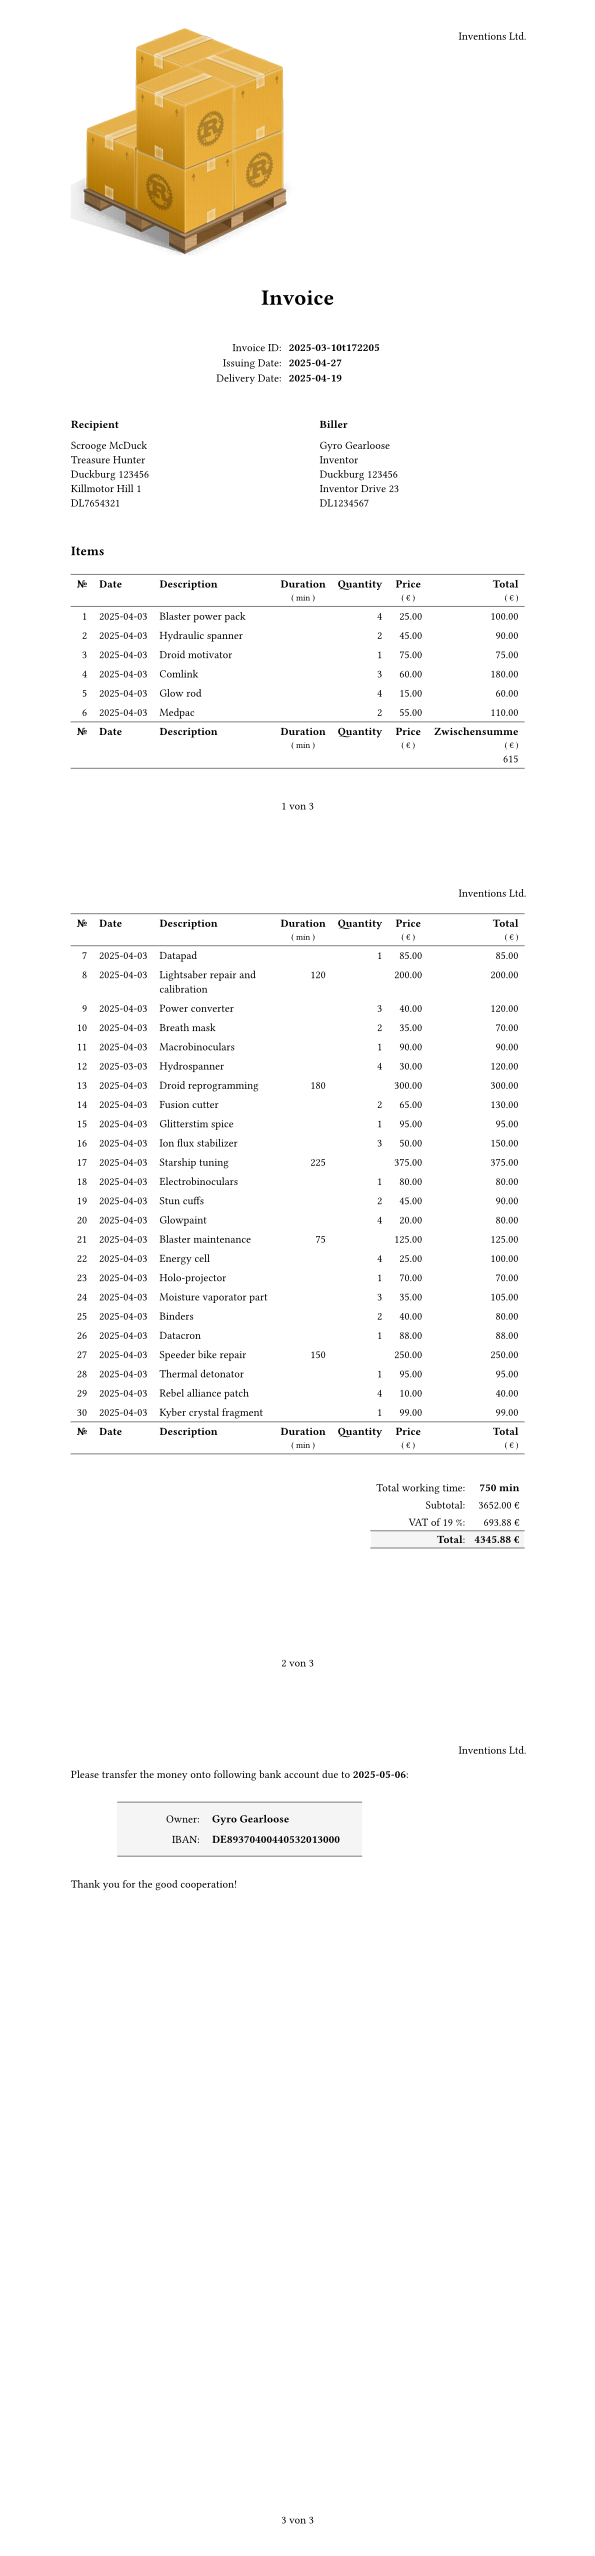 Inventions Ltd.
Invoice
Invoice ID: 2025-03-10t172205
Issuing Date: 2025-04-27
Delivery Date: 2025-04-19
Recipient
Scrooge McDuck
Treasure Hunter
Duckburg 123456
Killmotor Hill 1
DL7654321
Biller
Gyro Gearloose
Inventor
Duckburg 123456
Inventor Drive 23
DL1234567
Items
№ Date Description Duration Quantity Price Total
( min ) ( € ) ( € )
1 2025-04-03 Blaster power pack 4 25.00 100.00
2 2025-04-03 Hydraulic spanner 2 45.00 90.00
3 2025-04-03 Droid motivator 1 75.00 75.00
4 2025-04-03 Comlink 3 60.00 180.00
5 2025-04-03 Glow rod 4 15.00 60.00
6 2025-04-03 Medpac 2 55.00 110.00
№ Date Description Duration Quantity Price Zwischensumme
( min ) ( € ) ( € )
615
1 von 3
Inventions Ltd.
№ Date Description Duration Quantity Price Total
( min ) ( € ) ( € )
7 2025-04-03 Datapad 1 85.00 85.00
8 2025-04-03 Lightsaber repair and 120 200.00 200.00
calibration
9 2025-04-03 Power converter 3 40.00 120.00
10 2025-04-03 Breath mask 2 35.00 70.00
11 2025-04-03 Macrobinoculars 1 90.00 90.00
12 2025-03-03 Hydrospanner 4 30.00 120.00
13 2025-04-03 Droid reprogramming 180 300.00 300.00
14 2025-04-03 Fusion cutter 2 65.00 130.00
15 2025-04-03 Glitterstim spice 1 95.00 95.00
16 2025-04-03 Ion flux stabilizer 3 50.00 150.00
17 2025-04-03 Starship tuning 225 375.00 375.00
18 2025-04-03 Electrobinoculars 1 80.00 80.00
19 2025-04-03 Stun cuffs 2 45.00 90.00
20 2025-04-03 Glowpaint 4 20.00 80.00
21 2025-04-03 Blaster maintenance 75 125.00 125.00
22 2025-04-03 Energy cell 4 25.00 100.00
23 2025-04-03 Holo-projector 1 70.00 70.00
24 2025-04-03 Moisture vaporator part 3 35.00 105.00
25 2025-04-03 Binders 2 40.00 80.00
26 2025-04-03 Datacron 1 88.00 88.00
27 2025-04-03 Speeder bike repair 150 250.00 250.00
28 2025-04-03 Thermal detonator 1 95.00 95.00
29 2025-04-03 Rebel alliance patch 4 10.00 40.00
30 2025-04-03 Kyber crystal fragment 1 99.00 99.00
№ Date Description Duration Quantity Price Total
( min ) ( € ) ( € )
Total working time: 750 min
Subtotal: 3652.00 €
VAT of 19 %: 693.88 €
Total: 4345.88 €
2 von 3
Inventions Ltd.
Please transfer the money onto following bank account due to 2025-05-06:
Owner: Gyro Gearloose
IBAN: DE89370400440532013000
Thank you for the good cooperation!
3 von 3